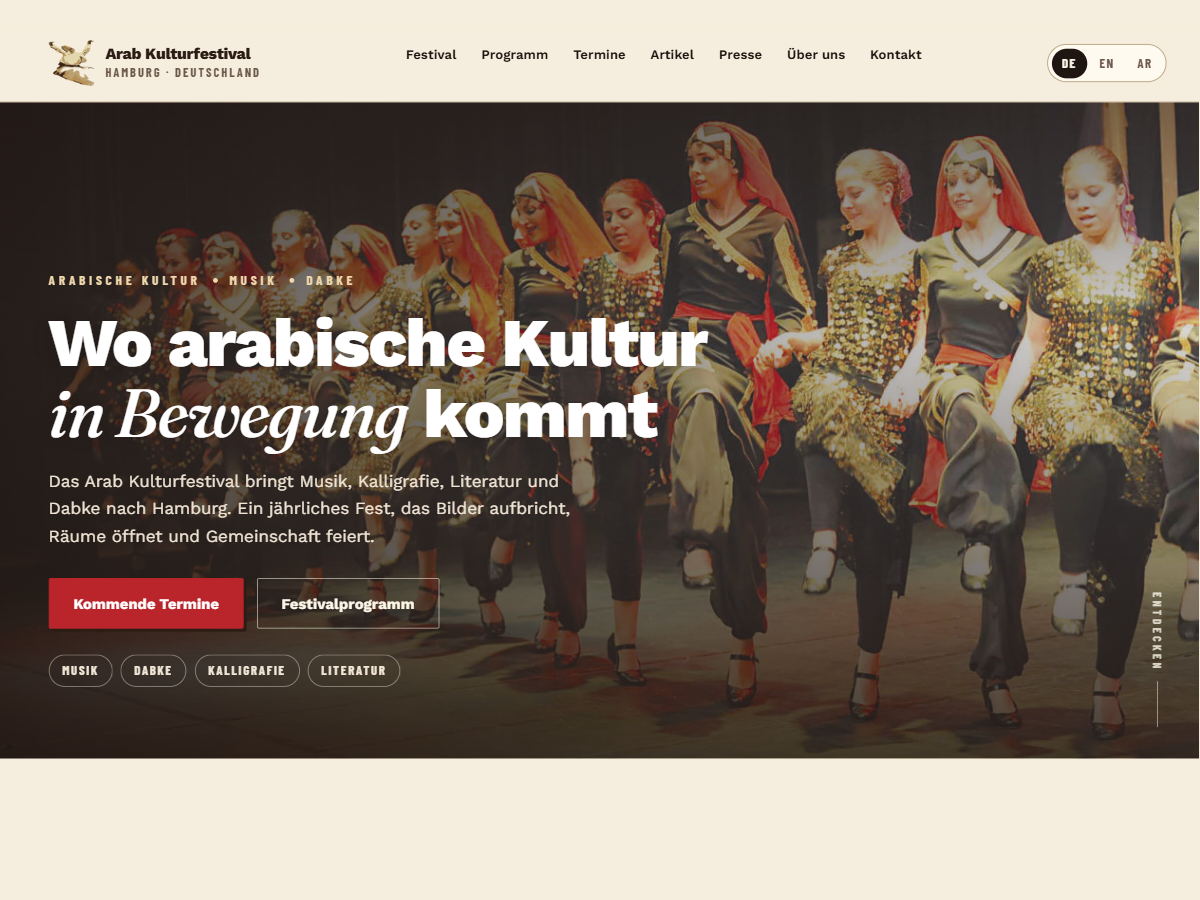 Arab Kulturfestival
HAMBURG · DEUTSCHLAND
Festival Programm Termine Artikel Presse Über uns Kontakt
DE EN AR
ARABISCHE KULTUR • MUSIK • DABKE
Wo arabische Kultur
in Bewegung kommt
Das Arab Kulturfestival bringt Musik, Kalligrafie, Literatur und
Dabke nach Hamburg. Ein jährliches Fest, das Bilder aufbricht,
Räume öffnet und Gemeinschaft feiert.
Kommende Termine Festivalprogramm
MUSIK DABKE KALLIGRAFIE LITERATUR
ENTDECKEN